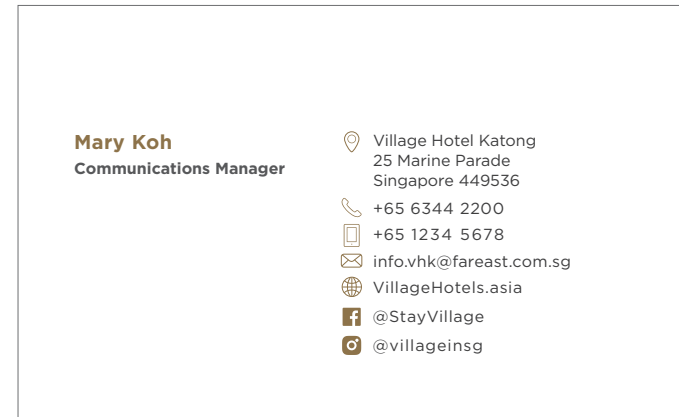 Mary Koh
Communications Manager
Village Hotel Katong
25 Marine Parade
Singapore 449536
+65 6344 2200
+65 1234 5678
info.vhk@fareast.com.sg
VillageHotels.asia
@StayVillage
@villageinsg